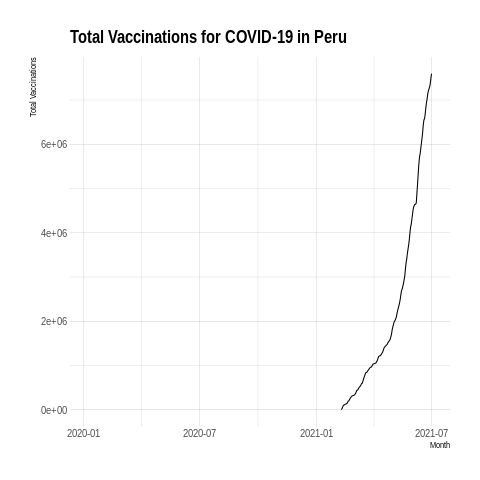 Total Vaccinations for COVID-19 in Peru
Total Vaccinations
6e+06
4e+06
2e+06
0e+00
2020-01 2020-07 2021-01 2021-07
Month